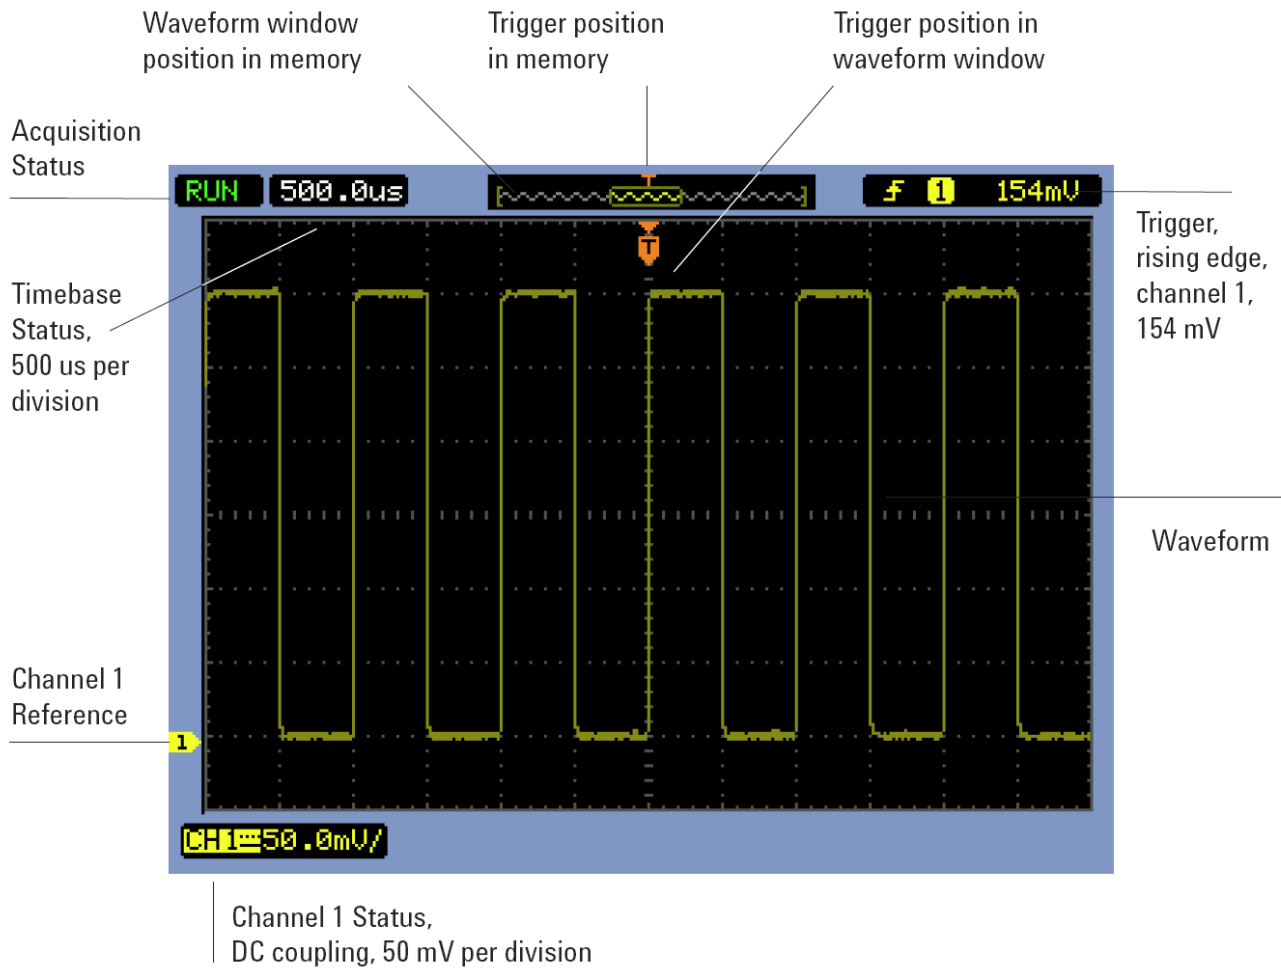 Waveform window
position in memory
Trigger position
in memory
Trigger position in
waveform window
Acquisition
Status
RUN
500.0us
T
1
154mV
T
Trigger,
rising edge,
channel 1,
154 mV
Timebase
Status,
500 us per
division
Waveform
Channel 1
Reference
1
CH1 50.0mV/
Channel 1 Status,
DC coupling, 50 mV per division